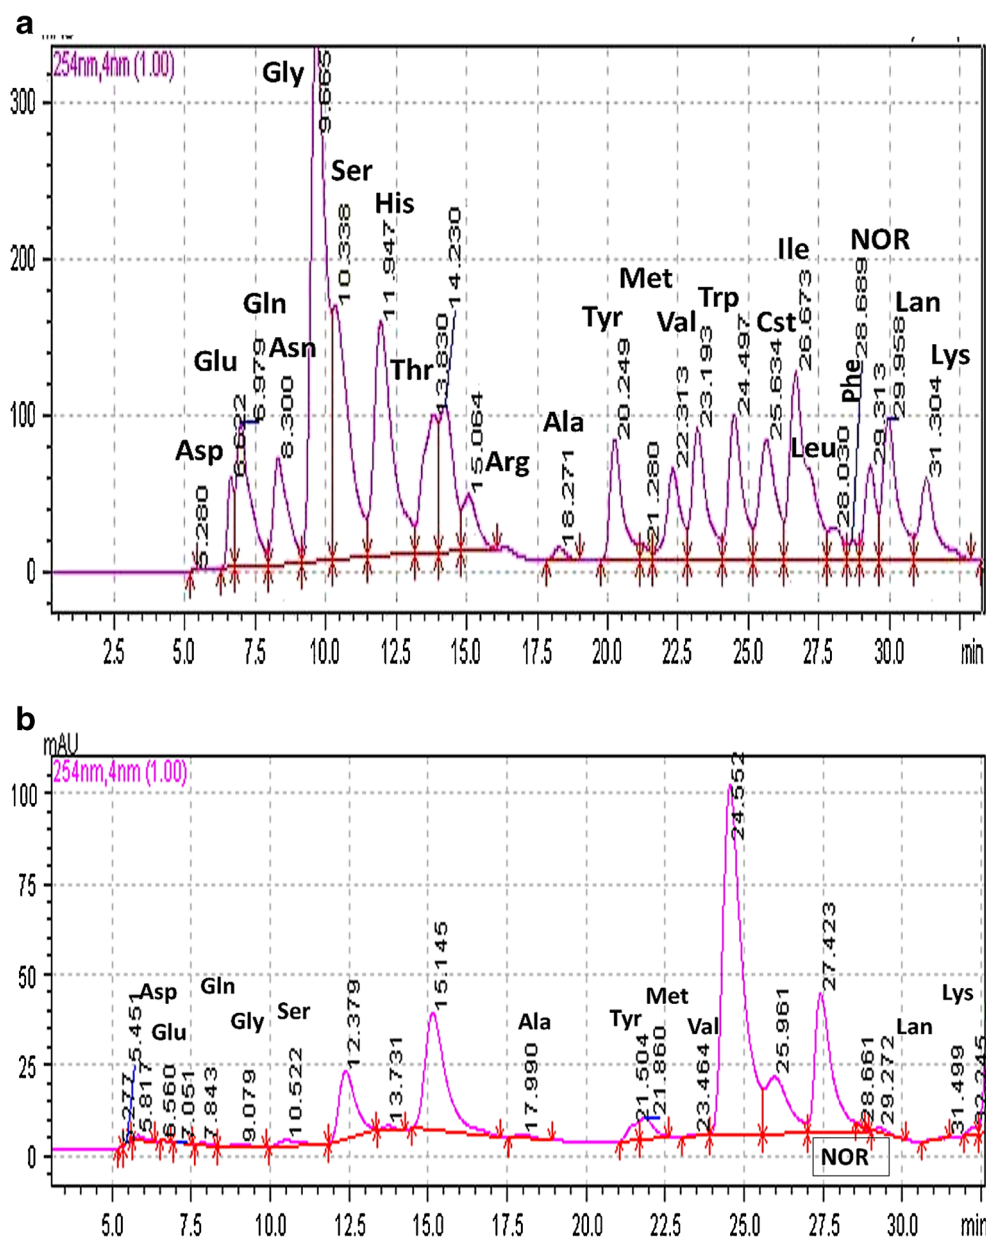 a
254nm,4nm (1.00)
Gly
9.665
300
Ser
10.338
His
11.947
14.230
200
Gln
Glu
6.979
Asn
8.300
Thr
13.830
Met
Ile
NOR
28.689
Tyr
20.249
Val
22.313
23.193
Trp
24.497
Cst
25.634
26.673
Lan
29.958
Phe
29.313
Lys
31.304
100
Asp
5.280
15.064
Arg
Ala
18.271
21.280
Leu
28.030
0
2.5 5.0 7.5 10.0 12.5 15.0 17.5 20.0 22.5 25.0 27.5 30.0 min
b
mAU
254nm,4nm (1.00)
24.552
100
75
27.423
50
15.145
Asp
5.451
Gln
Glu
Gly
Ser
12.379
Ala
Tyr
Met
Val
25.961
Lan
Lys
25
5.817
6.560
7.051
7.843
9.079
10.522
13.731
17.990
21.504
21.860
23.464
28.661
29.272
31.499
0
NOR
5.0 7.5 10.0 12.5 15.0 17.5 20.0 22.5 25.0 27.5 30.0 min